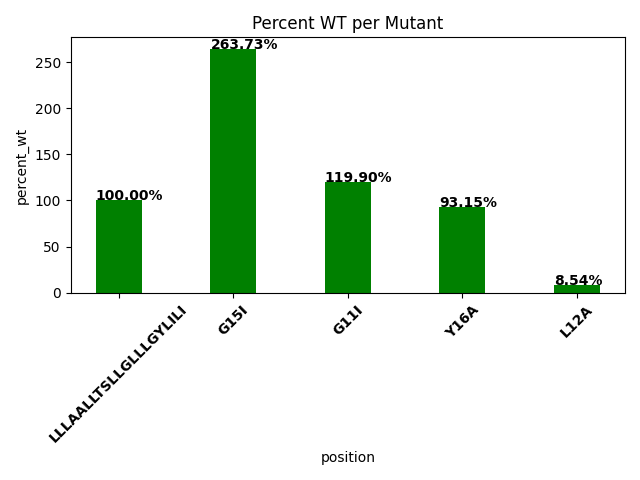 Percent WT per Mutant
percent_wt
250
200
150
100
50
0
100.00%
263.73%
119.90%
93.15%
8.54%
LLLAALLTSLLGLLLGYLILI
G15I
G11I
Y16A
L12A
position